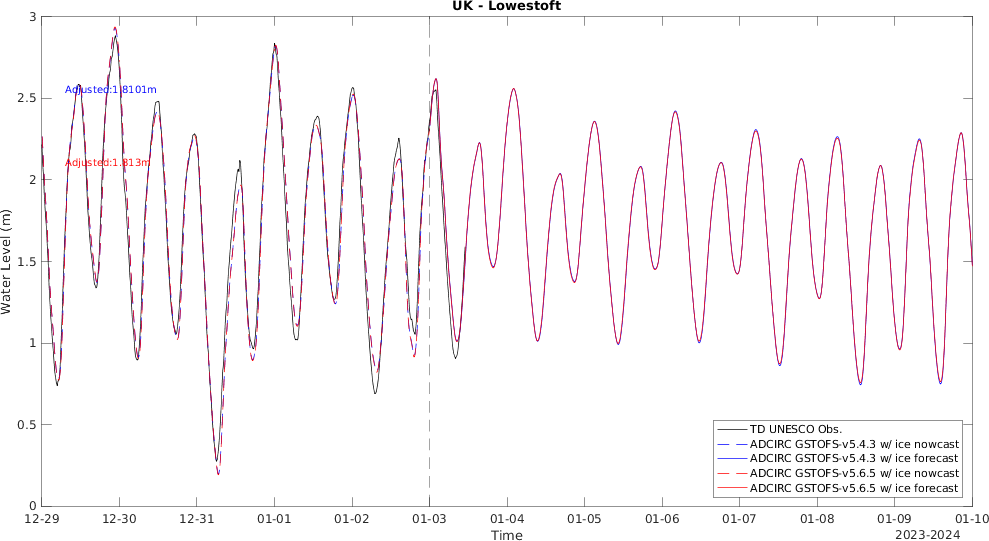 UK - Lowestoft
3
2.5
2
1.5
1
0.5
0
Water Level (m)
Adjusted:1.8101m
Adjusted:1.813m
TD UNESCO Obs.
ADCIRC GSTOFS-v5.4.3 w/ ice nowcast
ADCIRC GSTOFS-v5.4.3 w/ ice forecast
ADCIRC GSTOFS-v5.6.5 w/ ice nowcast
ADCIRC GSTOFS-v5.6.5 w/ ice forecast
12-29 12-30 12-31 01-01 01-02 01-03 01-04 01-05 01-06 01-07 01-08 01-09 01-10
Time
2023-2024